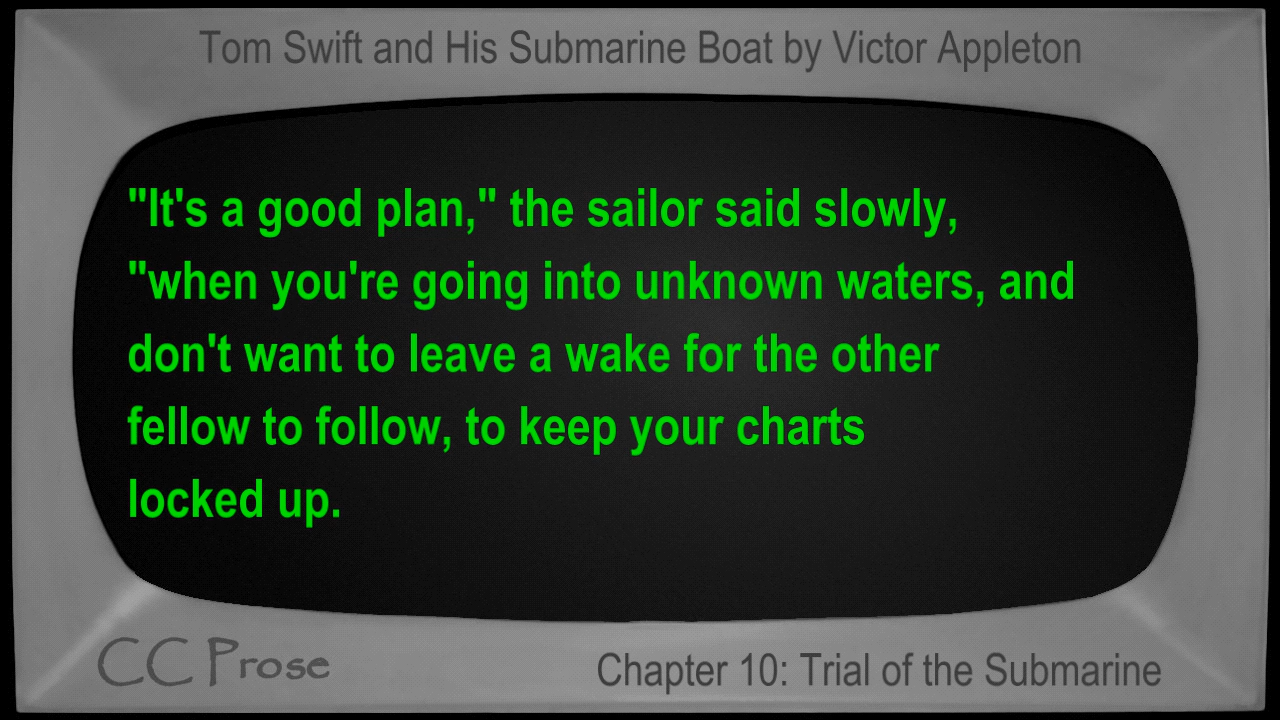 Tom Swift and His Submarine Boat by Victor Appleton
"It's a good plan," the sailor said slowly,
"when you're going into unknown waters, and
don't want to leave a wake for the other
fellow to follow, to keep your charts
locked up.
CC Prose
Chapter 10: Trial of the Submarine